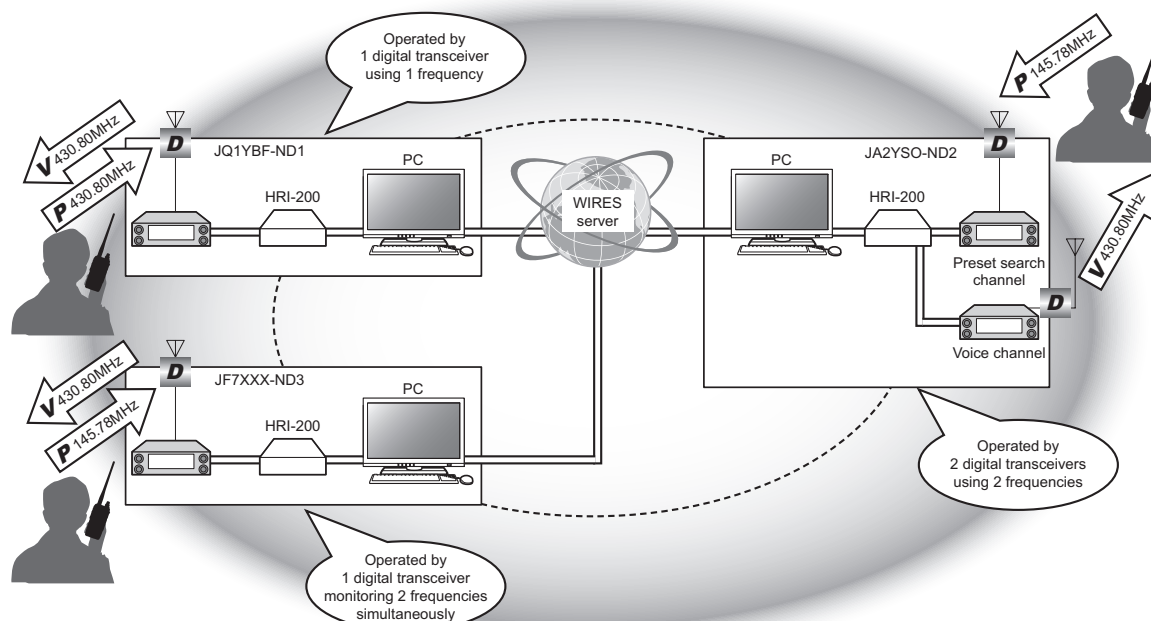 Operated by
1 digital transceiver
using 1 frequency
P 145.78MHz
V 430.80MHz
P 430.80MHz
D
JQ1YBF-ND1
PC
HRI-200
WIRES
server
JA2YSO-ND2
D
PC
HRI-200
Preset search
channel
V 430.80MHz
D
Voice channel
V 430.80MHz
P 145.78MHz
D
JF7XXX-ND3
PC
HRI-200
Operated by
2 digital transceivers
using 2 frequencies
Operated by
1 digital transceiver
monitoring 2 frequencies
simultaneously